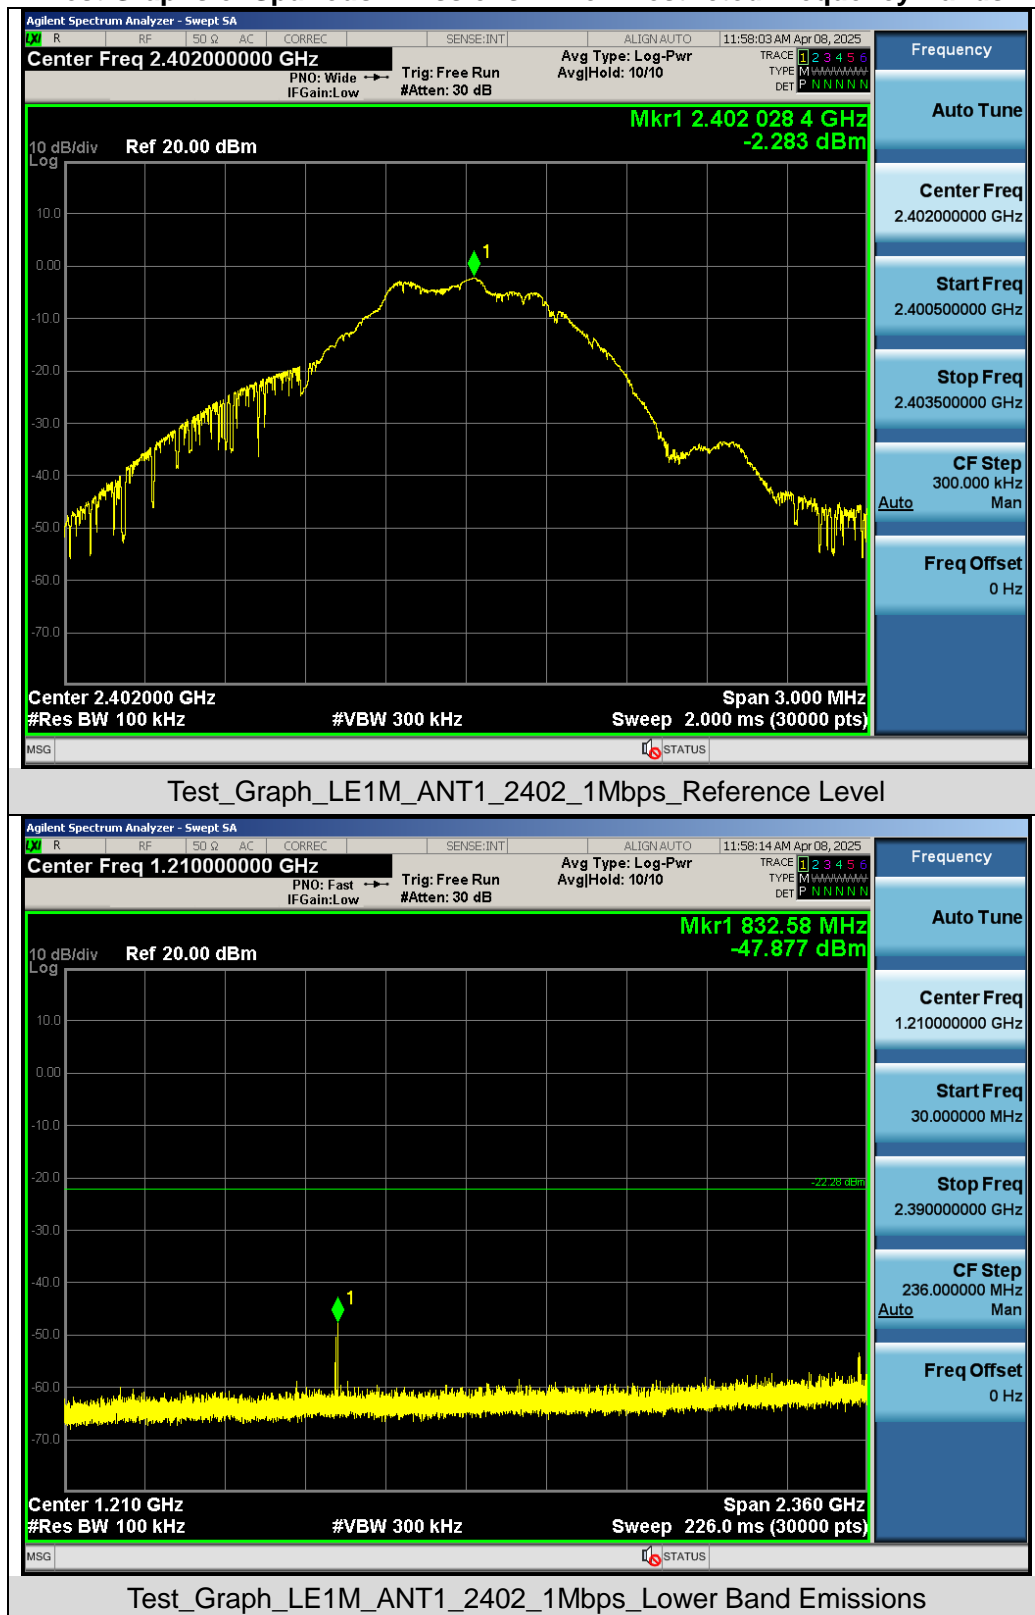 Agilent Spectrum Analyzer - Swept SA
LXI R RF 50 Ω AC CORREC SENSE:INT ALIGN AUTO 11:58:03 AM Apr 08, 2025
Center Freq 2.402000000 GHz
PNO: Wide
IFGain:Low
Trig: Free Run
#Atten: 30 dB
Avg Type: Log-Pwr
Avg|Hold: 10/10
TRACE 1 2 3 4 5 6
TYPE M
DET P N N N N N
Mkr1 2.402 028 4 GHz
-2.283 dBm
10 dB/div Ref 20.00 dBm
Log
10.0
0.00
-10.0
-20.0
-30.0
-40.0
-50.0
-60.0
-70.0
1
Center 2.402000 GHz Span 3.000 MHz
#Res BW 100 kHz #VBW 300 kHz Sweep 2.000 ms (30000 pts)
MSG STATUS
Frequency
Auto Tune
Center Freq
2.402000000 GHz
Start Freq
2.400500000 GHz
Stop Freq
2.403500000 GHz
CF Step
300.000 kHz
Auto Man
Freq Offset
0 Hz
Test_Graph_LE1M_ANT1_2402_1Mbps_Reference Level
Agilent Spectrum Analyzer - Swept SA
LXI R RF 50 Ω AC CORREC SENSE:INT ALIGN AUTO 11:58:14 AM Apr 08, 2025
Center Freq 1.210000000 GHz
PNO: Fast
IFGain:Low
Trig: Free Run
#Atten: 30 dB
Avg Type: Log-Pwr
Avg|Hold: 10/10
TRACE 1 2 3 4 5 6
TYPE M
DET P N N N N N
Mkr1 832.58 MHz
-47.877 dBm
10 dB/div Ref 20.00 dBm
Log
10.0
0.00
-10.0
-20.0
-30.0
-40.0
-50.0
-60.0
-70.0
-22.28 dBm
1
Center 1.210 GHz Span 2.360 GHz
#Res BW 100 kHz #VBW 300 kHz Sweep 226.0 ms (30000 pts)
MSG STATUS
Frequency
Auto Tune
Center Freq
1.210000000 GHz
Start Freq
30.000000 MHz
Stop Freq
2.390000000 GHz
CF Step
236.000000 MHz
Auto Man
Freq Offset
0 Hz
Test_Graph_LE1M_ANT1_2402_1Mbps_Lower Band Emissions